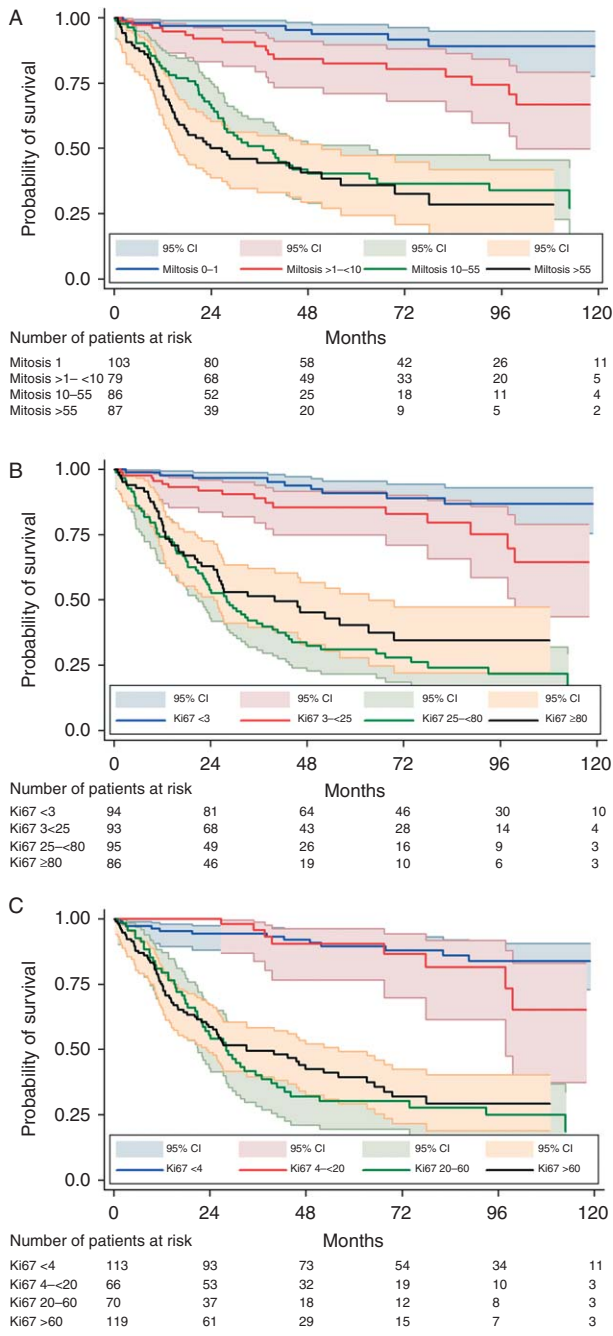 A
Probability of survival
1.00
0.75
0.50
0.25
0.0
95% CI 95% CI 95% CI 95% CI
Miltosis 0–1 Miltosis >1–<10 Miltosis 10–55 Miltosis >55
0 24 48 72 96 120
Number of patients at risk Months
Mitosis 1 103 80 58 42 26 11
Mitosis >1– <10 79 68 49 33 20 5
Mitosis 10–55 86 52 25 18 11 4
Mitosis >55 87 39 20 9 5 2
B
Probability of survival
1.00
0.75
0.50
0.25
0.0
95% CI 95% CI 95% CI 95% CI
Ki67 <3 Ki67 3–<25 Ki67 25–<80 Ki67 ≥80
0 24 48 72 96 120
Number of patients at risk Months
Ki67 <3 94 81 64 46 30 10
Ki67 3<25 93 68 43 28 14 4
Ki67 25–<80 95 49 26 16 9 3
Ki67 ≥80 86 46 19 10 6 3
C
Probability of survival
1.00
0.75
0.50
0.25
0.0
95% CI 95% CI 95% CI 95% CI
Ki67 <4 Ki67 4–<20 Ki67 20–60 Ki67 >60
0 24 48 72 96 120
Number of patients at risk Months
Ki67 <4 113 93 73 54 34 11
Ki67 4–<20 66 53 32 19 10 3
Ki67 20–60 70 37 18 12 8 3
Ki67 >60 119 61 29 15 7 3